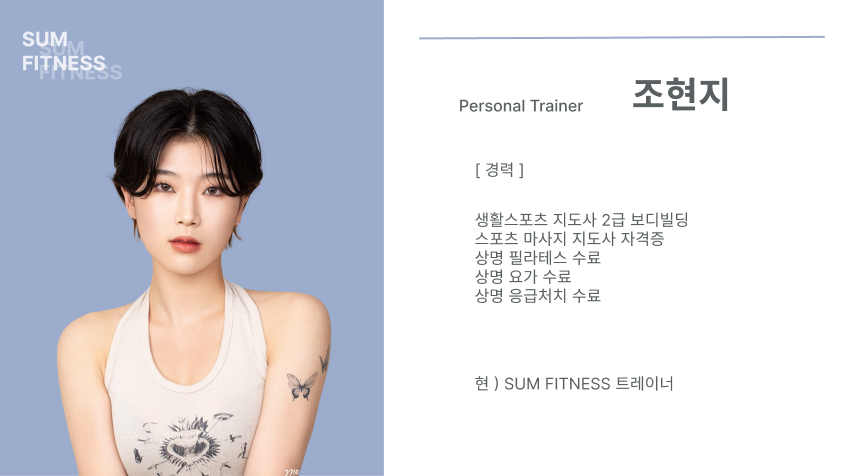 SUM
FITNESS
SUM
FITNESS
Personal Trainer
조현지
[ 경력 ]
생활스포츠 지도사 2급 보디빌딩
스포츠 마사지 지도사 자격증
상명 필라테스 수료
상명 요가 수료
상명 응급처치 수료
현 ) SUM FITNESS 트레이너